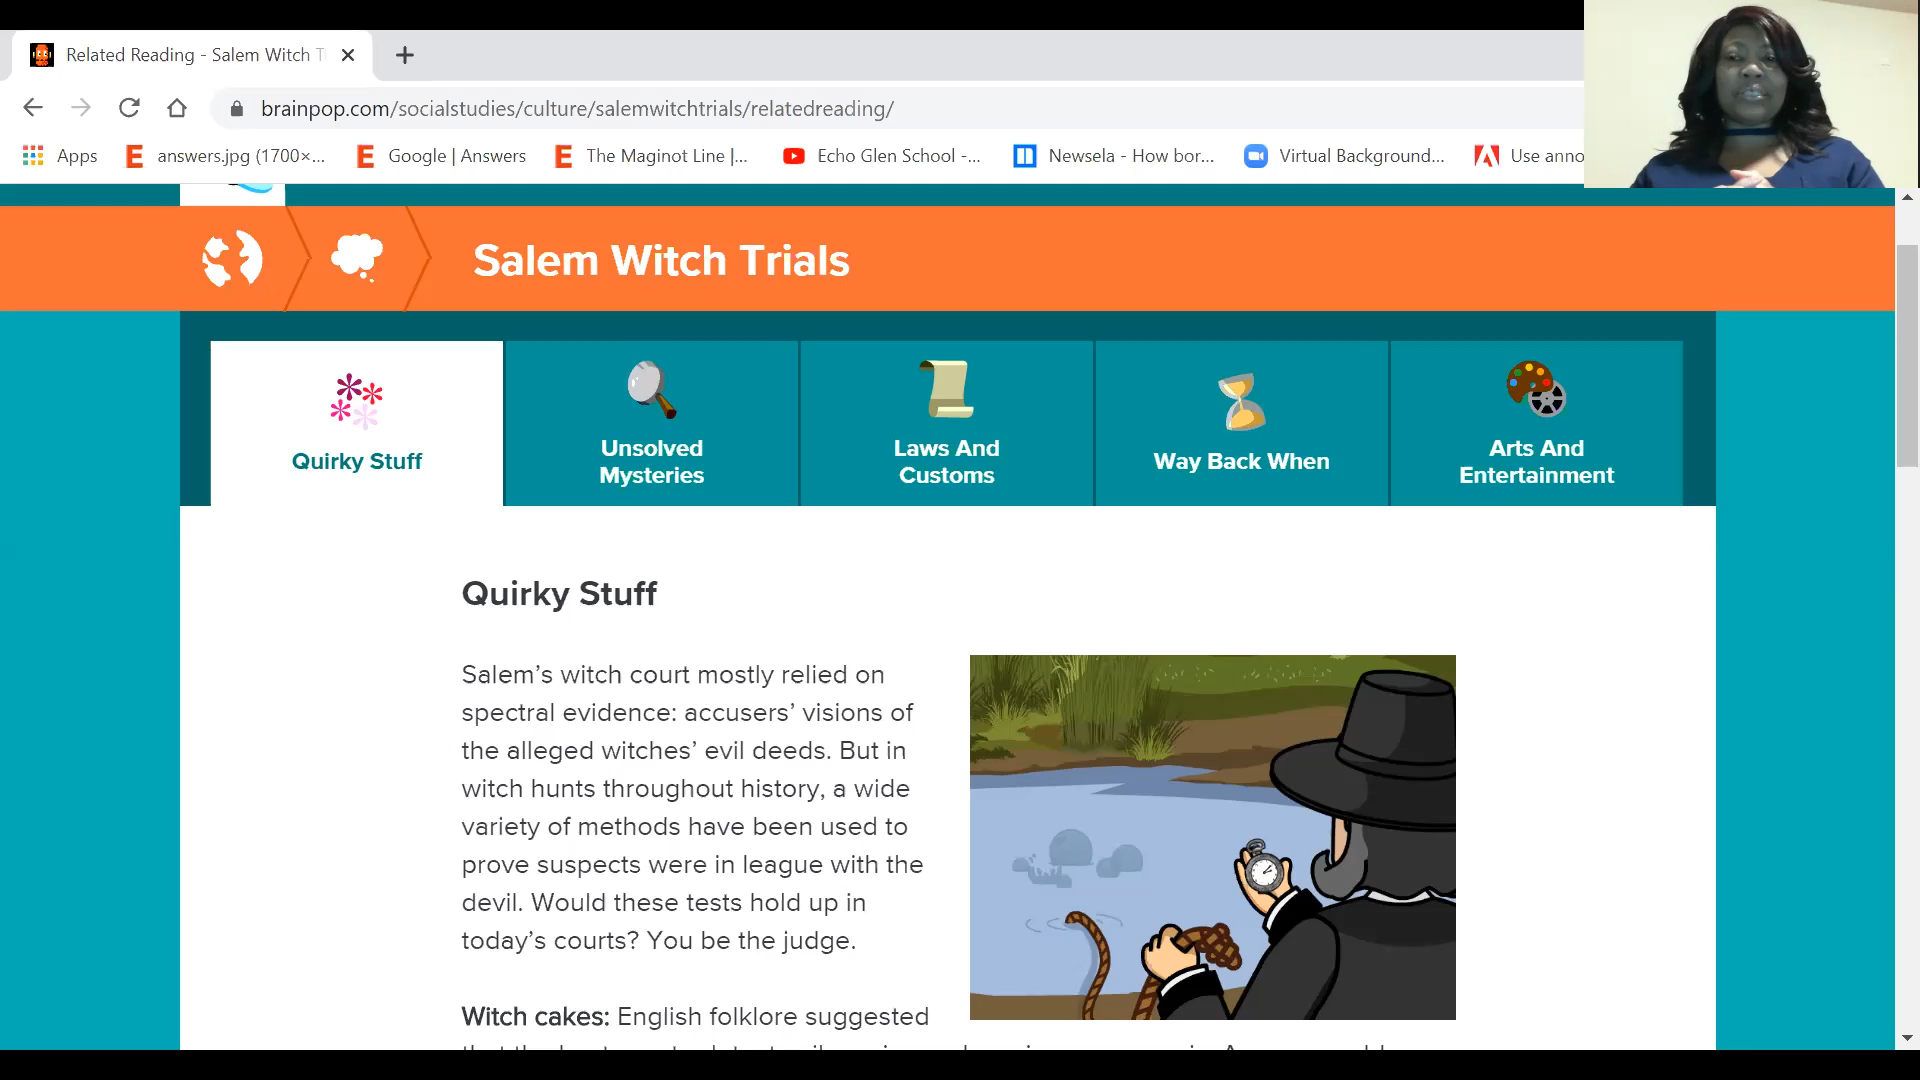 Related Reading - Salem Witch T
brainpop.com/socialstudies/culture/salemwitchtrials/relatedreading/
Apps
answers.jpg (1700×...
Google | Answers
The Maginot Line |...
Echo Glen School -...
Newsela - How bor...
Virtual Background...
Use anno
Salem Witch Trials
Quirky Stuff
Unsolved
Mysteries
Laws And
Customs
Way Back When
Arts And
Entertainment
Quirky Stuff
Salem’s witch court mostly relied on
spectral evidence: accusers’ visions of
the alleged witches’ evil deeds. But in
witch hunts throughout history, a wide
variety of methods have been used to
prove suspects were in league with the
devil. Would these tests hold up in
today’s courts? You be the judge.
Witch cakes: English folklore suggested